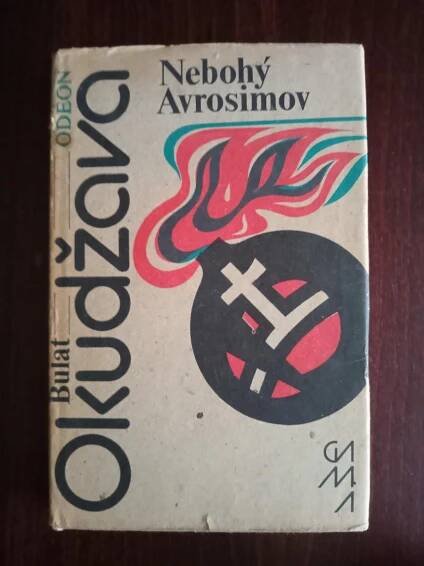 Nebohý
Avrosimov
Bulat
Okudžava
ODEON
GAMA